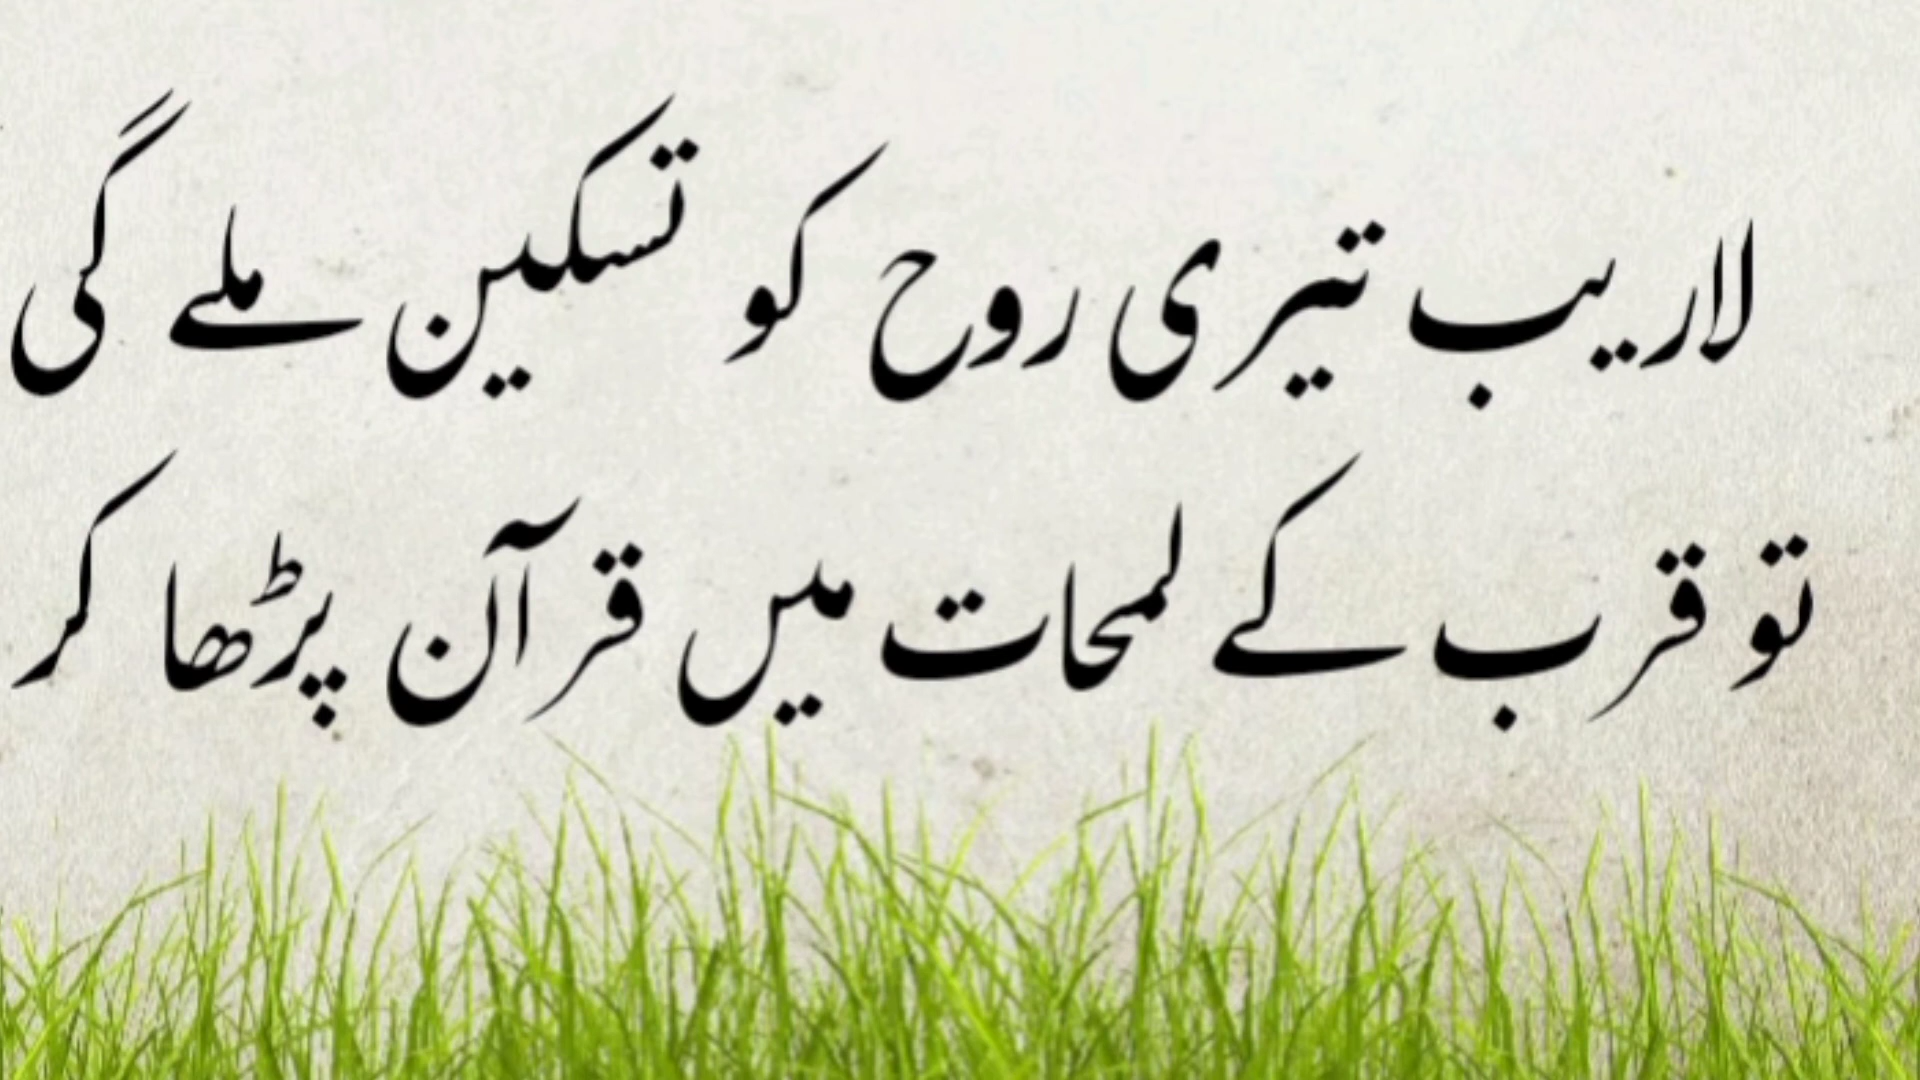 لاریب تیری روح کو تسکین ملے گی
تو قرب کے لمحات میں قرآن پڑھا کر